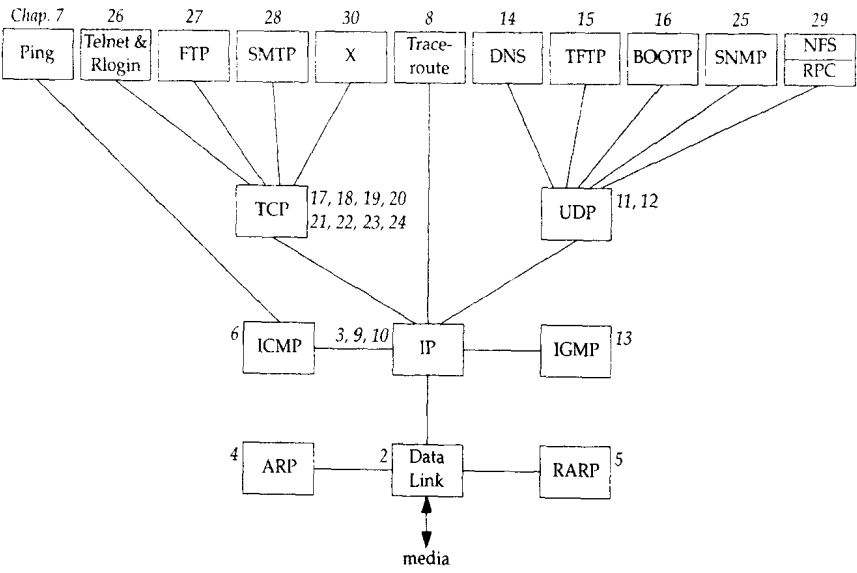 Chap. 7 26 27 28 30 8 14 15 16 25 29
Ping Telnet & Rlogin FTP SMTP X Trace-route DNS TFTP BOOTP SNMP NFS RPC
TCP 17, 18, 19, 20
21, 22, 23, 24
UDP 11, 12
6 ICMP 3, 9, 10 IP IGMP 13
4 ARP 2 Data Link RARP 5
media